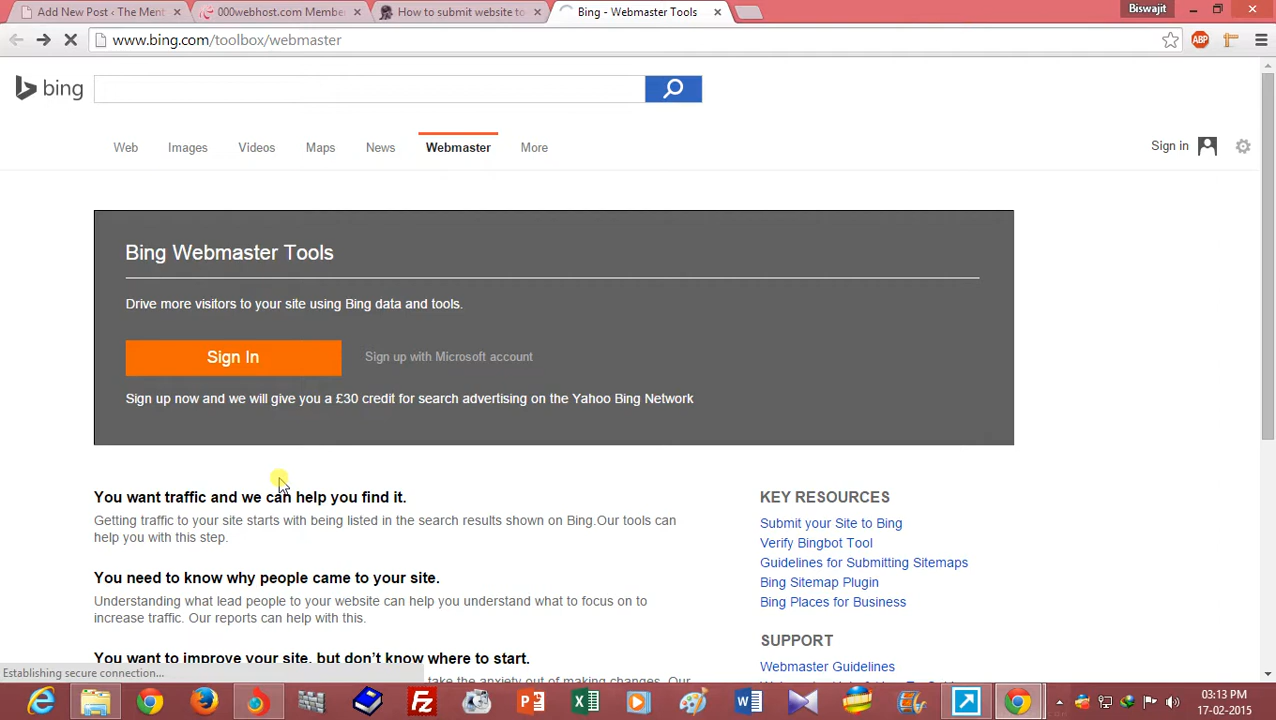 Add New Post ‹ The Ment
000webhost.com Member
How to submit website to
Bing - Webmaster Tools
Biswajit
www.bing.com/toolbox/webmaster
ABP
bing
Web
Images
Videos
Maps
News
Webmaster
More
Sign in
Bing Webmaster Tools
Drive more visitors to your site using Bing data and tools.
Sign In
Sign up with Microsoft account
Sign up now and we will give you a £30 credit for search advertising on the Yahoo Bing Network
You want traffic and we can help you find it.
Getting traffic to your site starts with being listed in the search results shown on Bing.Our tools can
help you with this step.
You need to know why people came to your site.
Understanding what lead people to your website can help you understand what to focus on to
increase traffic. Our reports can help with this.
You want to improve your site, but don't know where to start.
take the anxiety out of making changes. Our
KEY RESOURCES
Submit your Site to Bing
Verify Bingbot Tool
Guidelines for Submitting Sitemaps
Bing Sitemap Plugin
Bing Places for Business
SUPPORT
Webmaster Guidelines
Establishing secure connection...
03:13 PM
17-02-2015